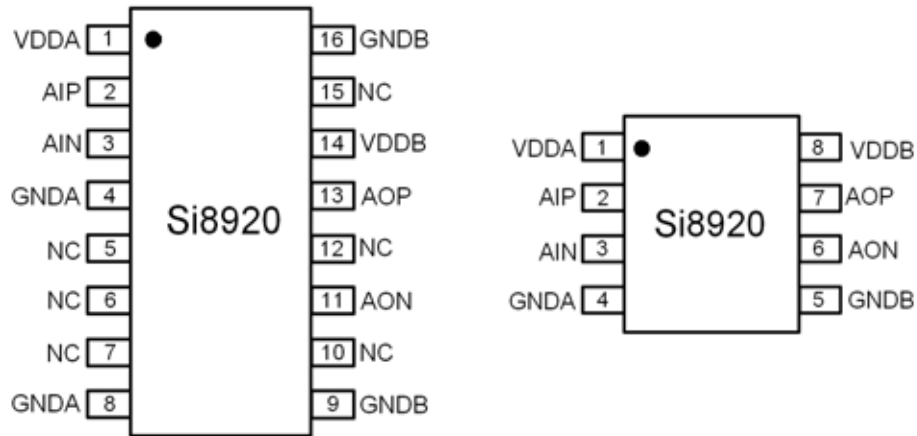 VDDA 1 16 GNDB
AIP 2 15 NC
AIN 3 14 VDDB
GNDA 4 13 AOP
Si8920
NC 5 12 NC
NC 6 11 AON
NC 7 10 NC
GNDA 8 9 GNDB
VDDA 1 8 VDDB
AIP 2 7 AOP
Si8920
AIN 3 6 AON
GNDA 4 5 GNDB